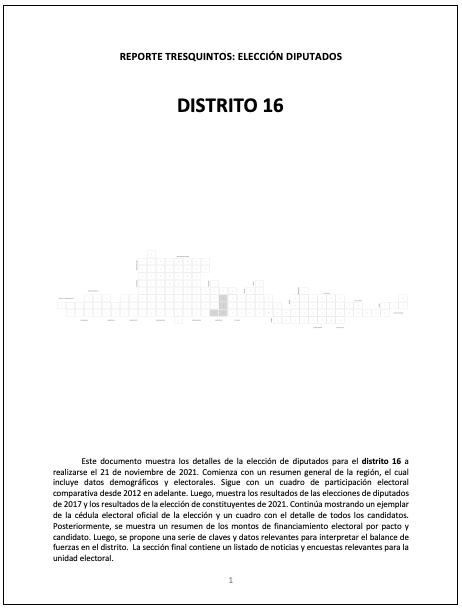 REPORTE TRESQUINTOS: ELECCIÓN DIPUTADOS
DISTRITO 16
Este documento muestra los detalles de la elección de diputados para el distrito 16 a
realizarse el 21 de noviembre de 2021. Comienza con un resumen general de la región, el cual
incluye datos demográficos y electorales. Sigue con un cuadro de participación electoral
comparativa desde 2012 en adelante. Luego, muestra los resultados de las elecciones de diputados
de 2017 y los resultados de la elección de constituyentes de 2021. Continúa mostrando un ejemplar
de la cédula electoral oficial de la elección y un cuadro con el detalle de todos los candidatos.
Posteriormente, se muestra un resumen de los montos de financiamiento electoral por pacto y
candidato. Luego, se propone una serie de claves y datos relevantes para interpretar el balance de
fuerzas en el distrito. La sección final contiene un listado de noticias y encuestas relevantes para la
unidad electoral.
1